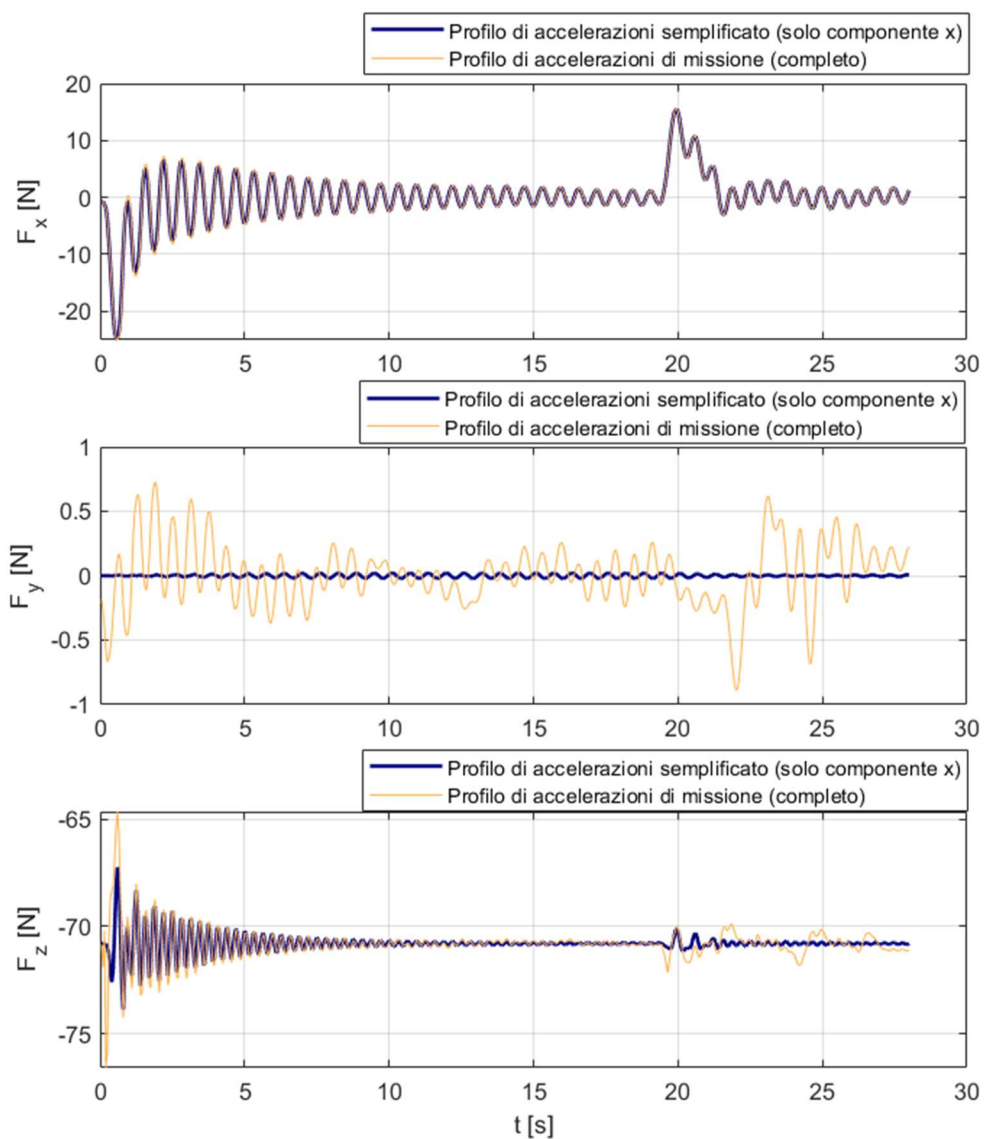 Profilo di accelerazioni semplificato (solo componente x)
Profilo di accelerazioni di missione (completo)
20
10
0
-10
-20
F_x [N]
0 5 10 15 20 25 30
Profilo di accelerazioni semplificato (solo componente x)
Profilo di accelerazioni di missione (completo)
1
0.5
0
-0.5
-1
F_y [N]
0 5 10 15 20 25 30
Profilo di accelerazioni semplificato (solo componente x)
Profilo di accelerazioni di missione (completo)
-65
-70
-75
F_z [N]
0 5 10 15 20 25 30
t [s]